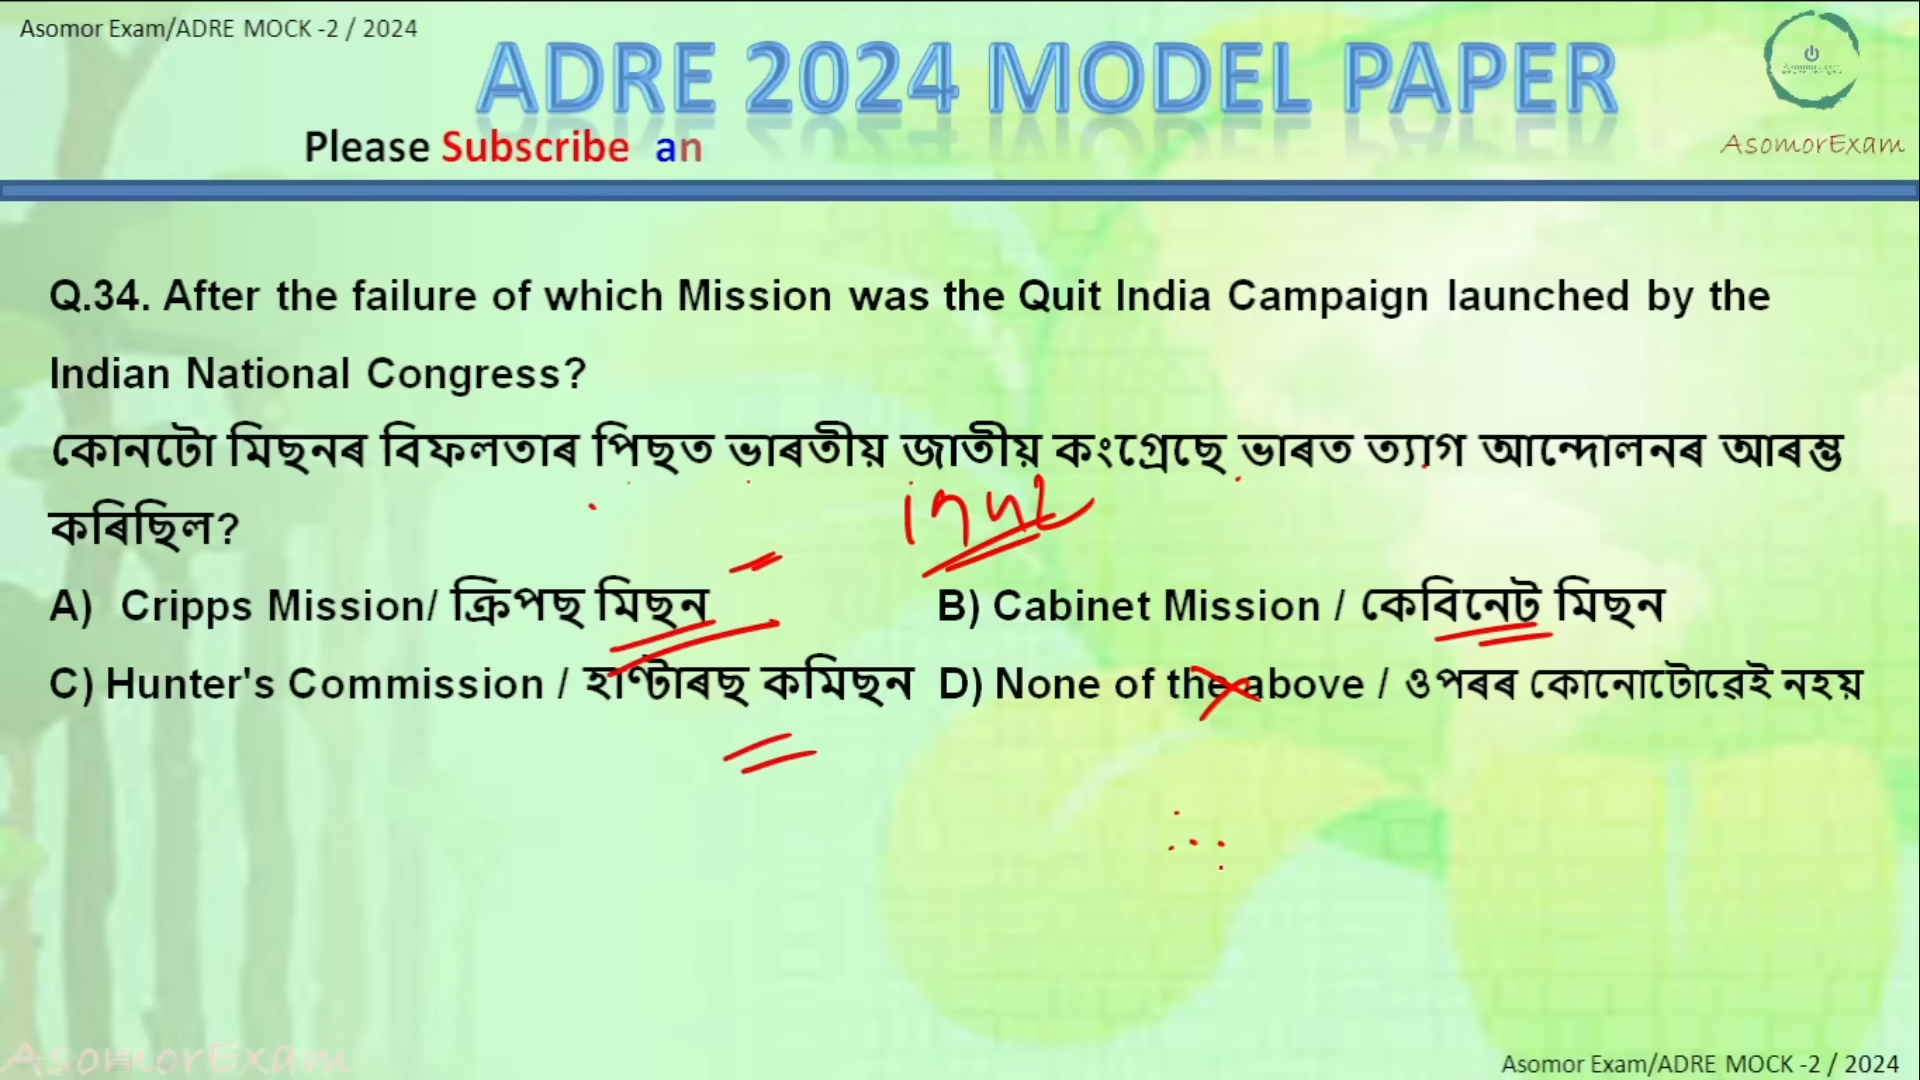 Asomor Exam/ADRE MOCK -2 / 2024
ADRE 2024 MODEL PAPER
Please Subscribe an
AsomorExam
Q.34. After the failure of which Mission was the Quit India Campaign launched by the
Indian National Congress?
কোনটো মিছনৰ বিফলতাৰ পিছত ভাৰতীয় জাতীয় কংগ্ৰেছে ভাৰত ত্যাগ আন্দোলনৰ আৰম্ভ
কৰিছিল?
1942
A) Cripps Mission/ ক্ৰিপছ মিছন
B) Cabinet Mission / কেবিনেট মিছন
C) Hunter's Commission / হাণ্টাৰছ কমিছন
D) None of the above / ওপৰৰ কোনোটোৱেই নহয়
AsomorExam
Asomor Exam/ADRE MOCK -2 / 2024